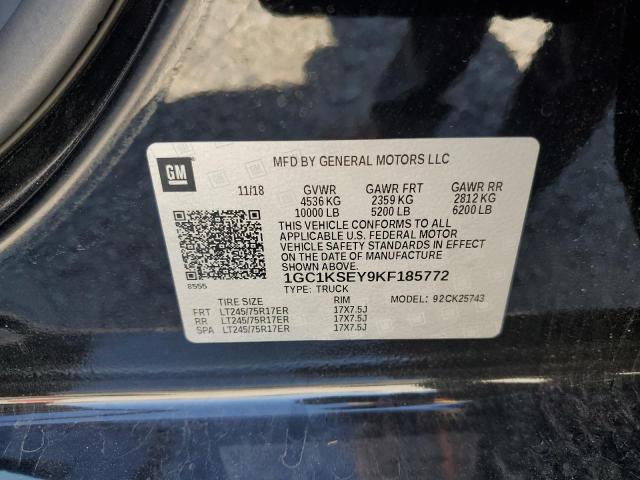 GM
MFD BY GENERAL MOTORS LLC
11/18 GVWR GAWR FRT GAWR RR
4536 KG 2359 KG 2812 KG
10000 LB 5200 LB 6200 LB
THIS VEHICLE CONFORMS TO ALL
APPLICABLE U.S. FEDERAL MOTOR
VEHICLE SAFETY STANDARDS IN EFFECT
ON THE DATE OF MANUFACTURE
SHOWN ABOVE.
1GC1KSEY9KF185772
8555
TYPE: TRUCK
TIRE SIZE RIM MODEL: 92CK25743
FRT LT245/75R17ER 17X7.5J
RR LT245/75R17ER 17X7.5J
SPA LT245/75R17ER 17X7.5J